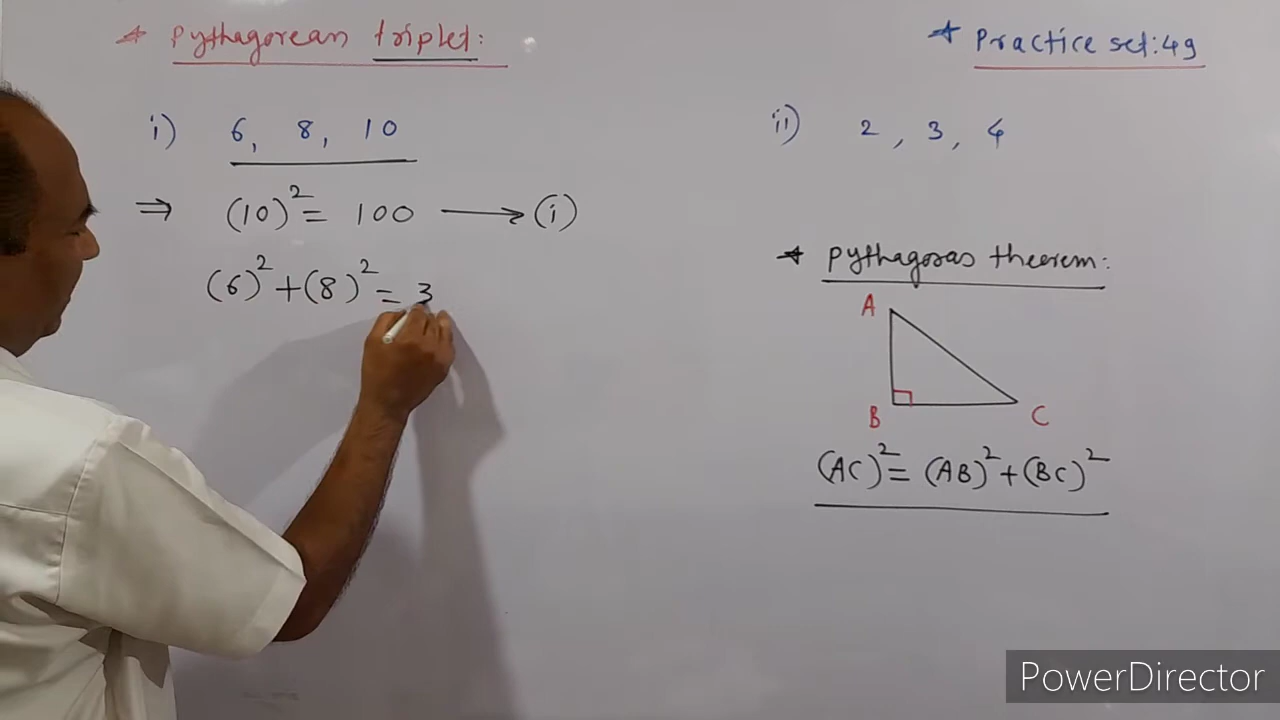 ★ Pythagorean triplet:
i) 6, 8, 10
⇒ (10)² = 100 ⟶ (i)
(6)² + (8)² = 3
★ Practice set: 49
ii) 2, 3, 4
★ Pythagoras theorem:
A
B
C
(AC)² = (AB)² + (BC)²
PowerDirector